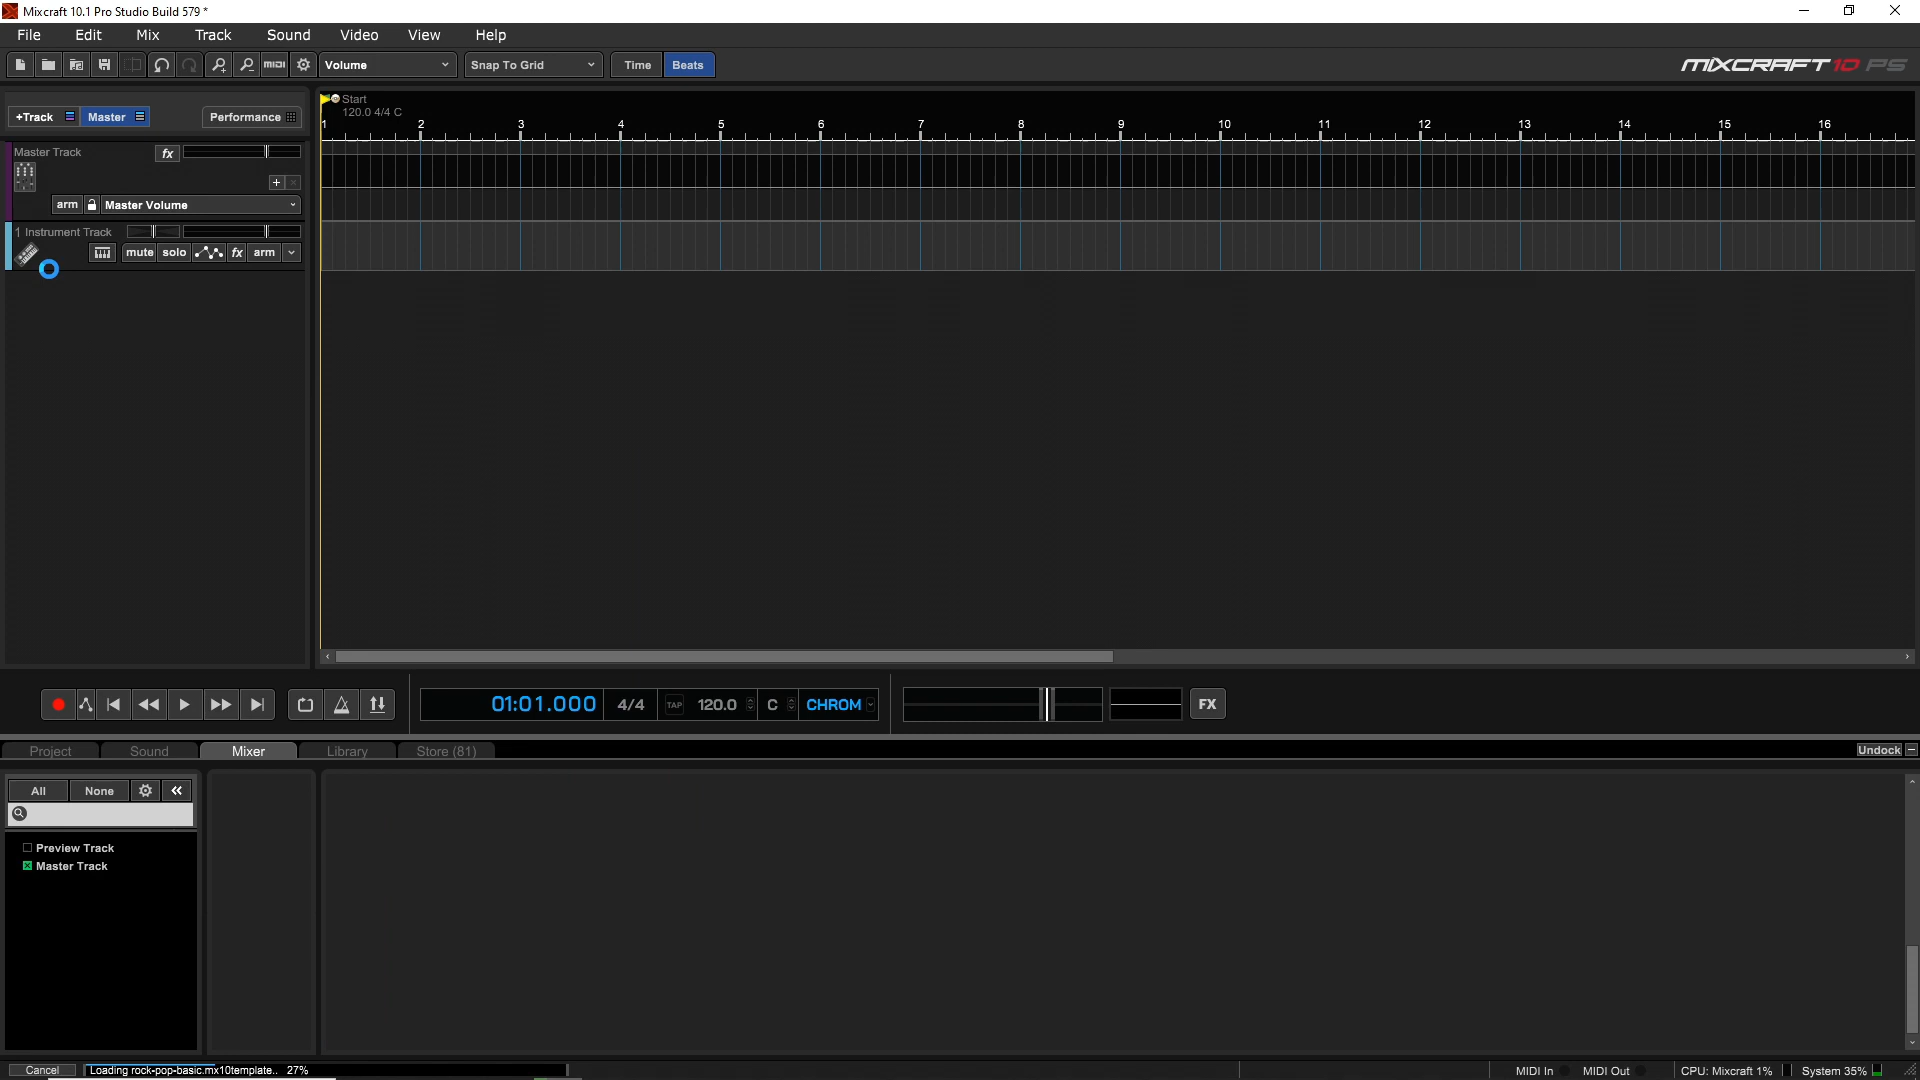 Mixcraft 10.1 Pro Studio Build 579 *
File Edit Mix Track Sound Video View Help
MIDI Volume Snap To Grid Time Beats MIXCRAFT 10 PS
Start
120.0 4/4 C
+Track Master Performance
1 2 3 4 5 6 7 8 9 10 11 12 13 14 15 16
Master Track fx
arm Master Volume
1 Instrument Track
mute solo fx arm
01:01.000 4/4 TAP 120.0 C CHROM FX
Project Sound Mixer Library Store (81) Undock
All None
Preview Track
Master Track
Cancel Loading rock-pop-basic.mx10template.. 27% MIDI In MIDI Out CPU: Mixcraft 1% System 35%